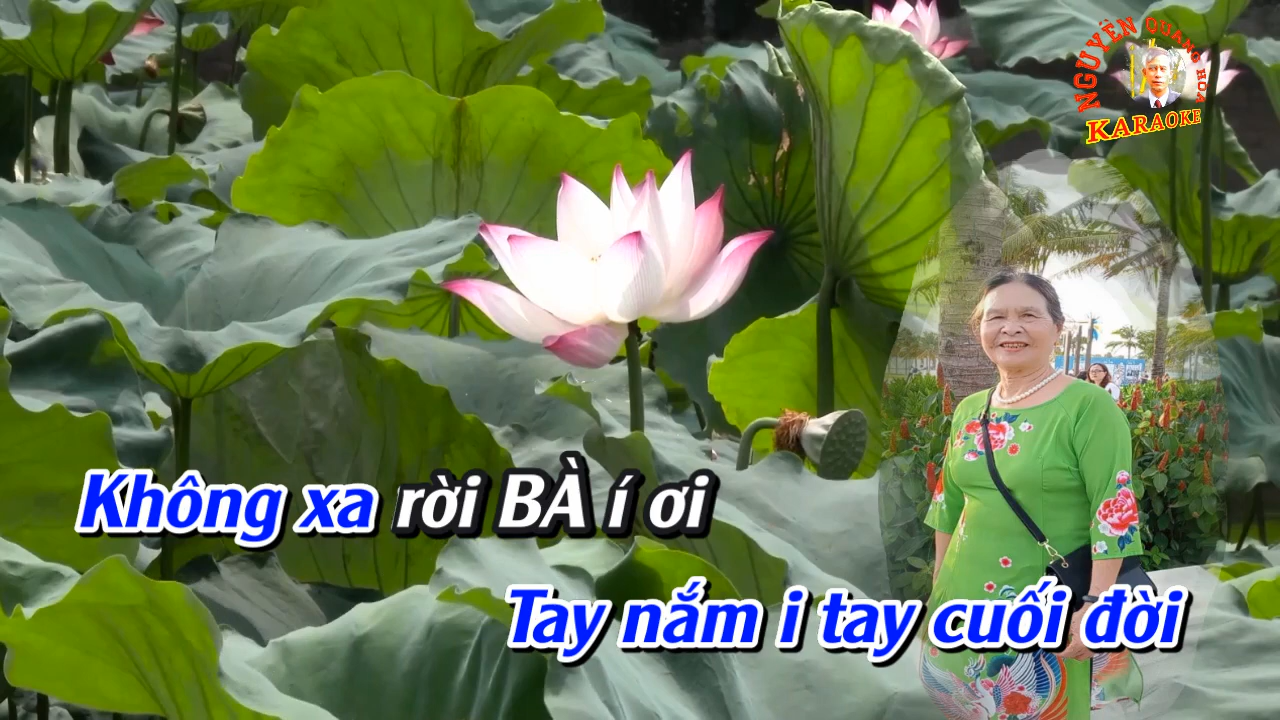 NGUYỄN QUANG HOA
KARAOKE
Không xa rời BÀ í ơi
Tay nắm i tay cuối đời